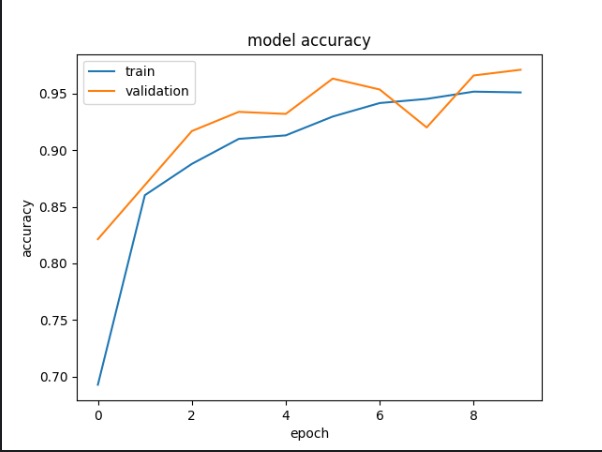 model accuracy
train
validation
0.95
0.90
0.85
0.80
0.75
0.70
accuracy
0 2 4 6 8
epoch